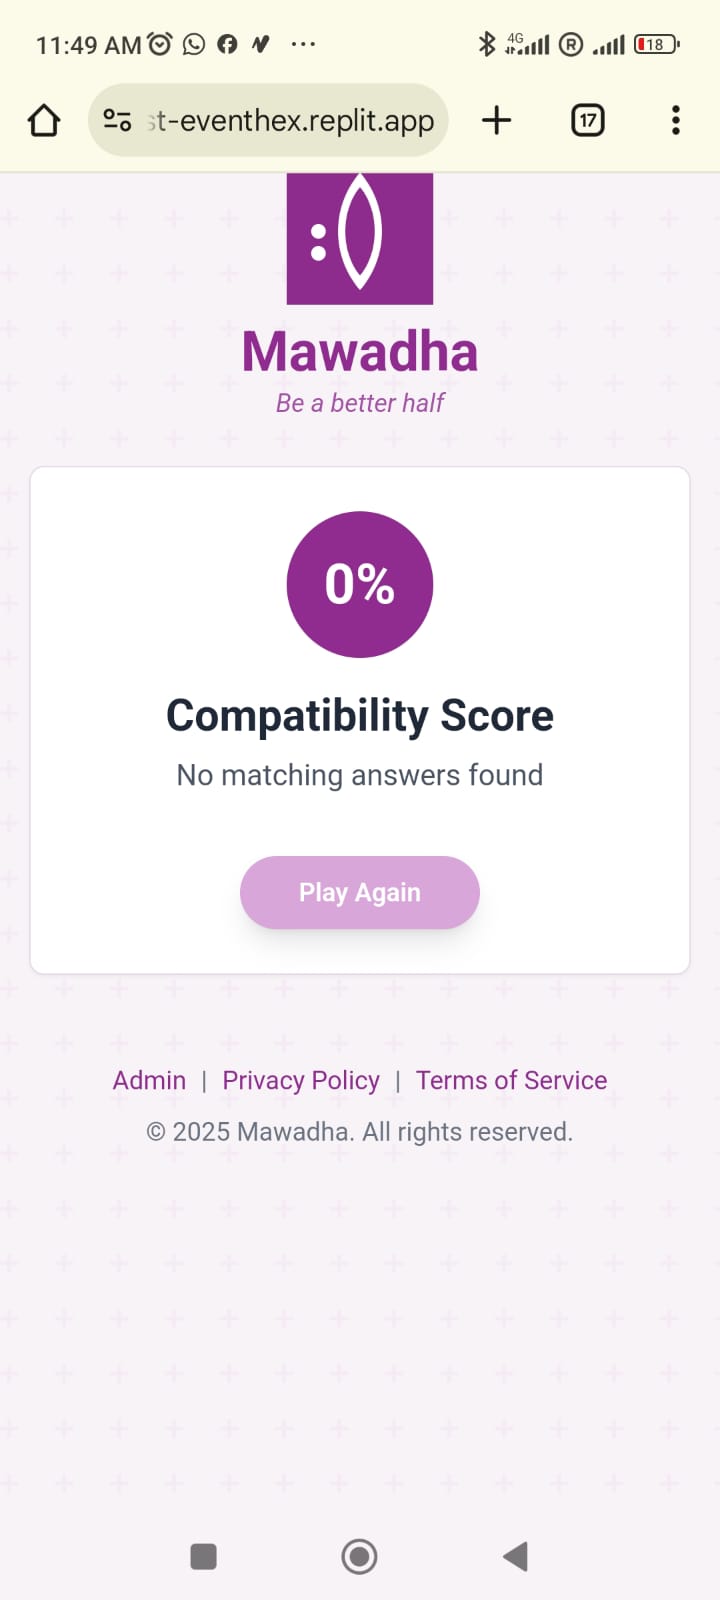 11:49 AM 4G R 18
st-eventhex.replit.app 17
Mawadha
Be a better half
0%
Compatibility Score
No matching answers found
Play Again
Admin | Privacy Policy | Terms of Service
© 2025 Mawadha. All rights reserved.